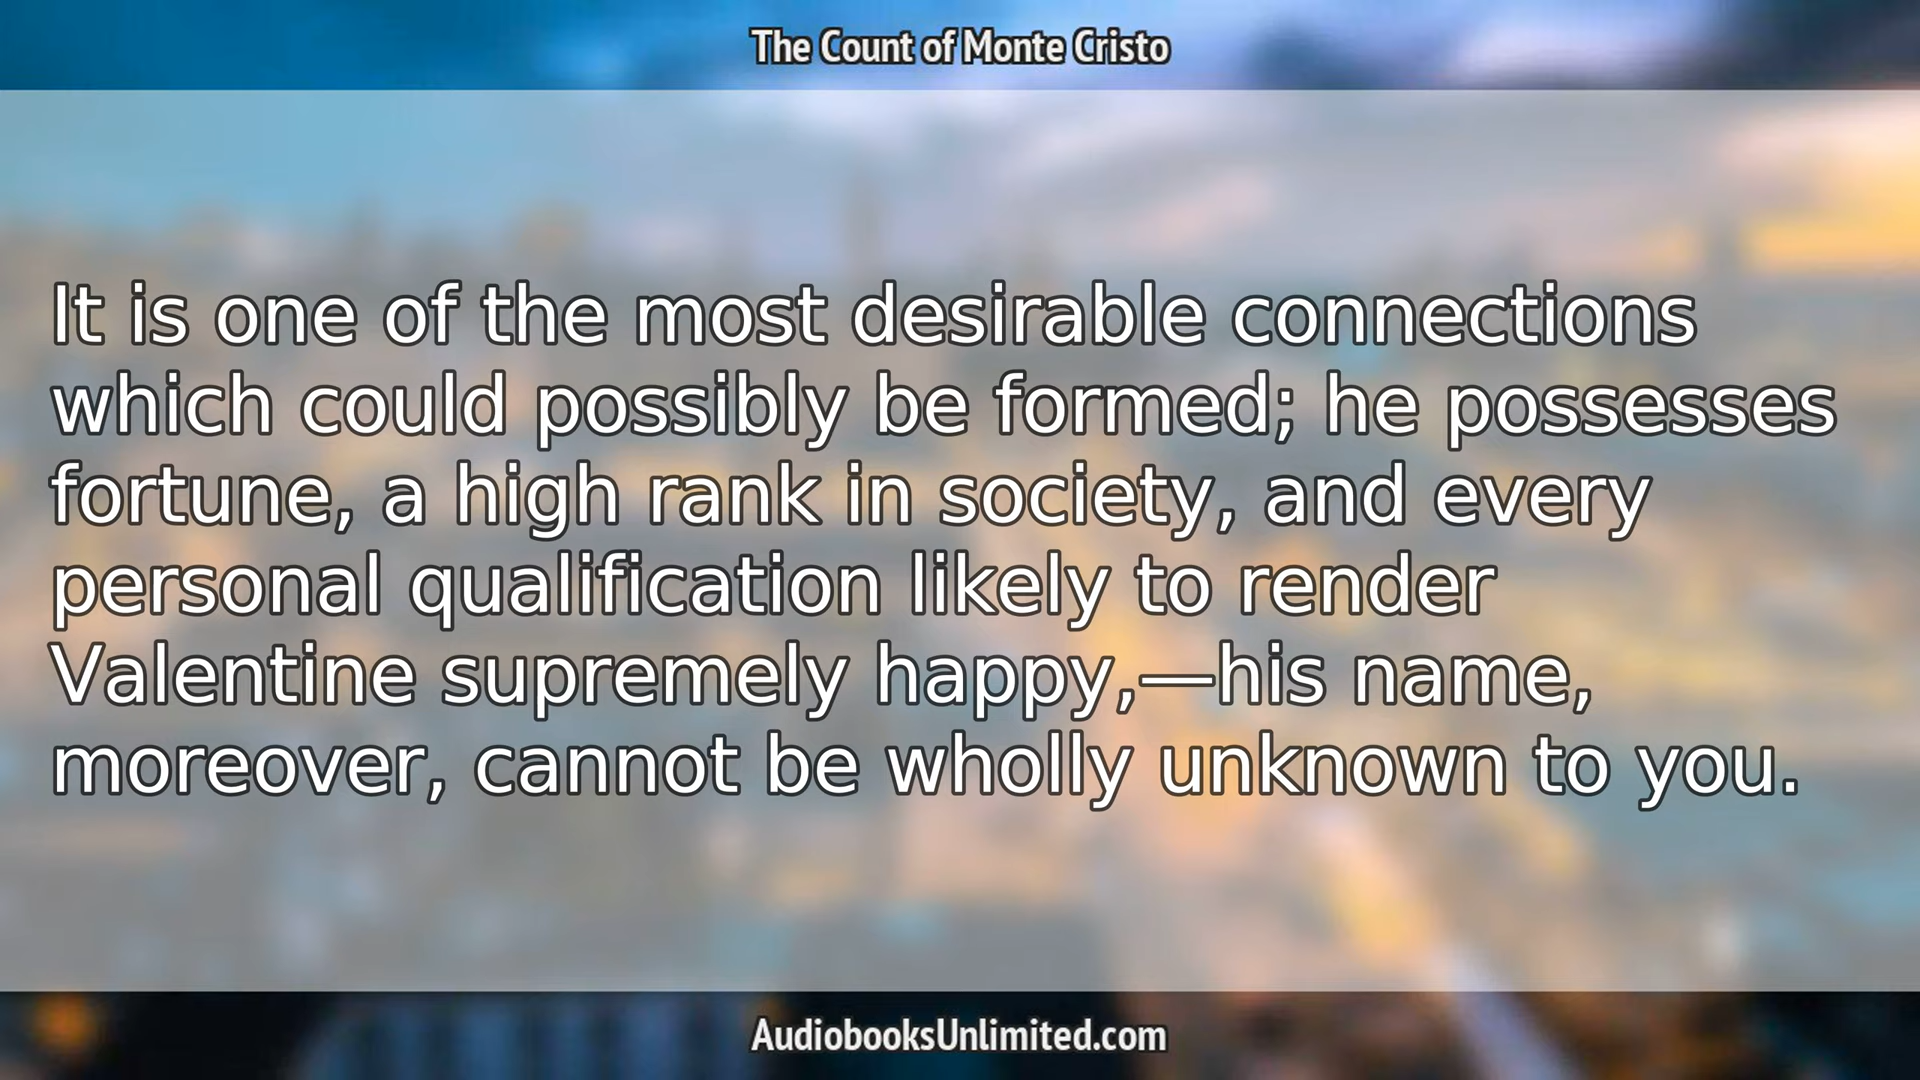 The Count of Monte Cristo
It is one of the most desirable connections
which could possibly be formed; he possesses
fortune, a high rank in society, and every
personal qualification likely to render
Valentine supremely happy,—his name,
moreover, cannot be wholly unknown to you.
AudiobooksUnlimited.com